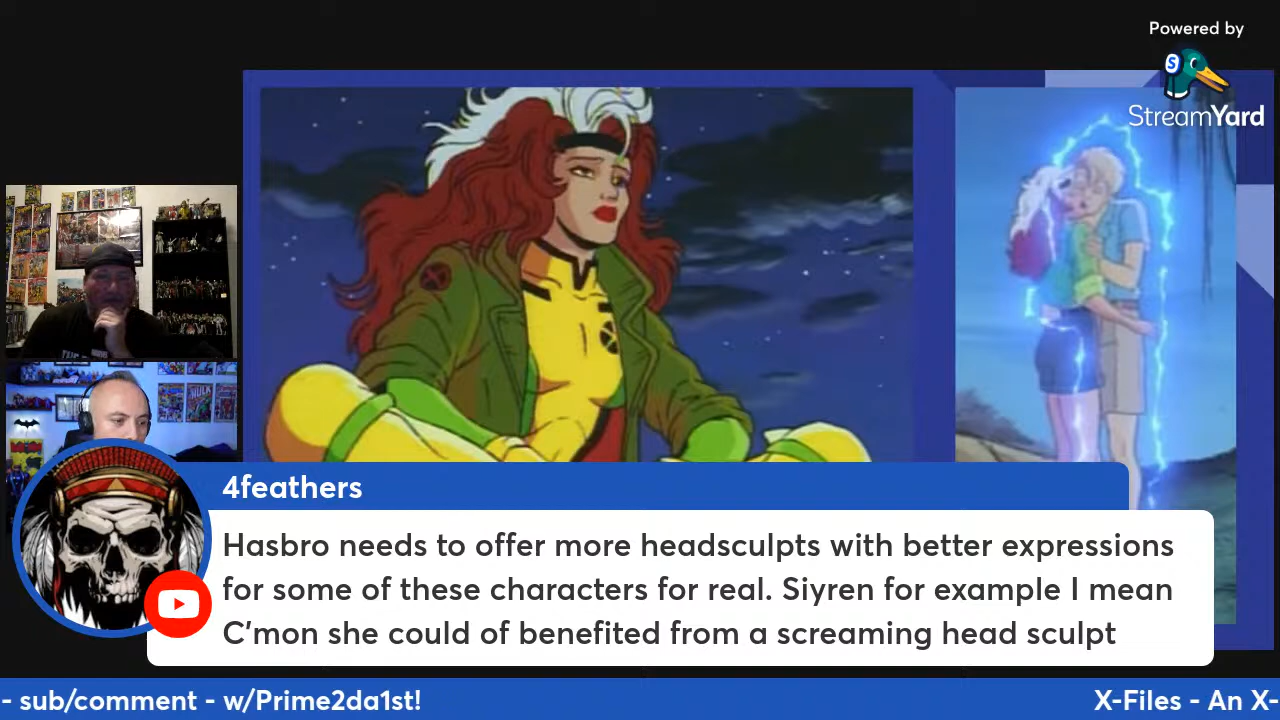 Powered by
StreamYard
4feathers
Hasbro needs to offer more headsculpts with better expressions
for some of these characters for real. Siyren for example I mean
C'mon she could of benefited from a screaming head sculpt
- sub/comment - w/Prime2da1st!
X-Files - An X-